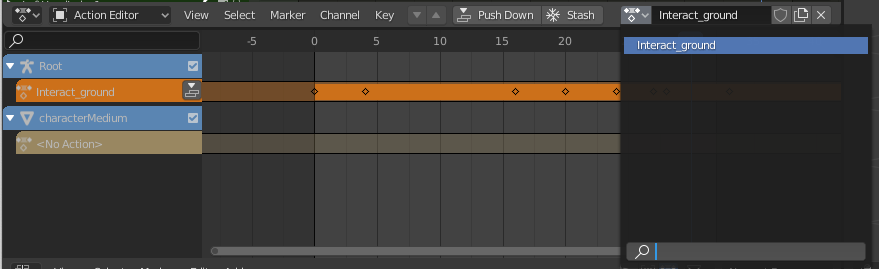 Action Editor View Select Marker Channel Key Push Down Stash Interact_ground
-5 0 5 10 15 20
Interact_ground
Root
Interact_ground
characterMedium
<No Action>